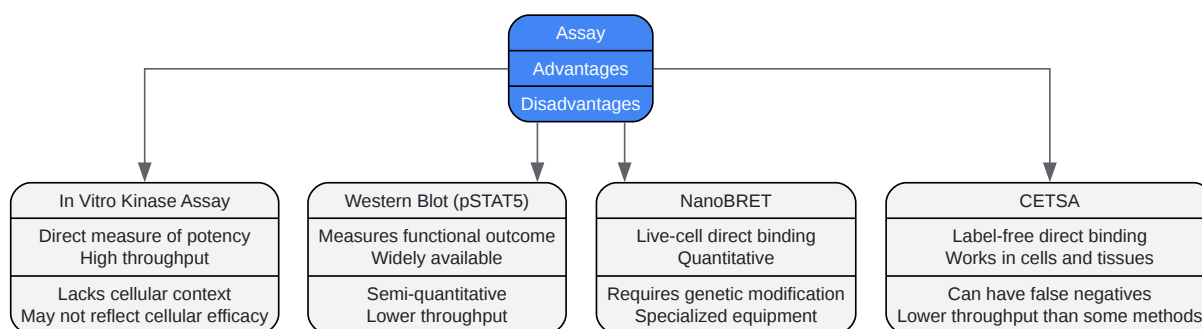 Assay
Advantages
Disadvantages
In Vitro Kinase Assay
Direct measure of potency
High throughput
Lacks cellular context
May not reflect cellular efficacy
Western Blot (pSTAT5)
Measures functional outcome
Widely available
Semi-quantitative
Lower throughput
NanoBRET
Live-cell direct binding
Quantitative
Requires genetic modification
Specialized equipment
CETSA
Label-free direct binding
Works in cells and tissues
Can have false negatives
Lower throughput than some methods